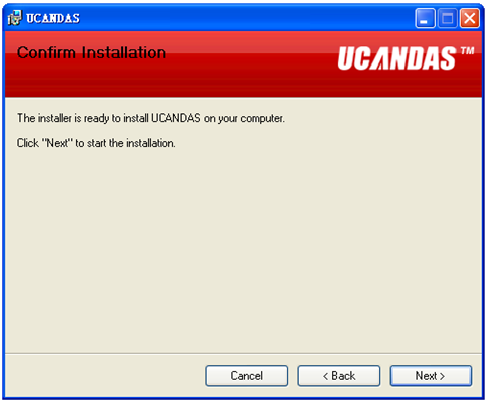 UCANDAS
Confirm Installation
UCANDAS™
The installer is ready to install UCANDAS on your computer.
Click "Next" to start the installation.
Cancel
< Back
Next >